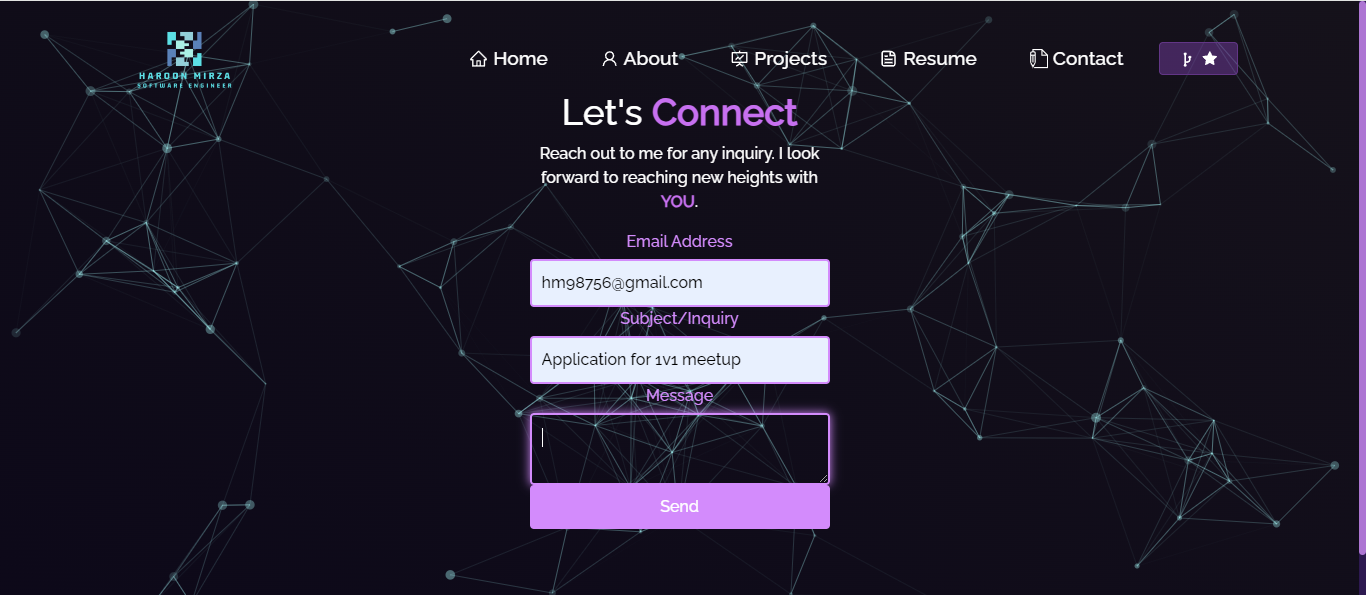 HAROON MIRZA
SOFTWARE ENGINEER
Home About Projects Resume Contact
Let's Connect
Reach out to me for any inquiry. I look
forward to reaching new heights with
YOU.
Email Address
hm98756@gmail.com
Subject/Inquiry
Application for 1v1 meetup
Message
Send